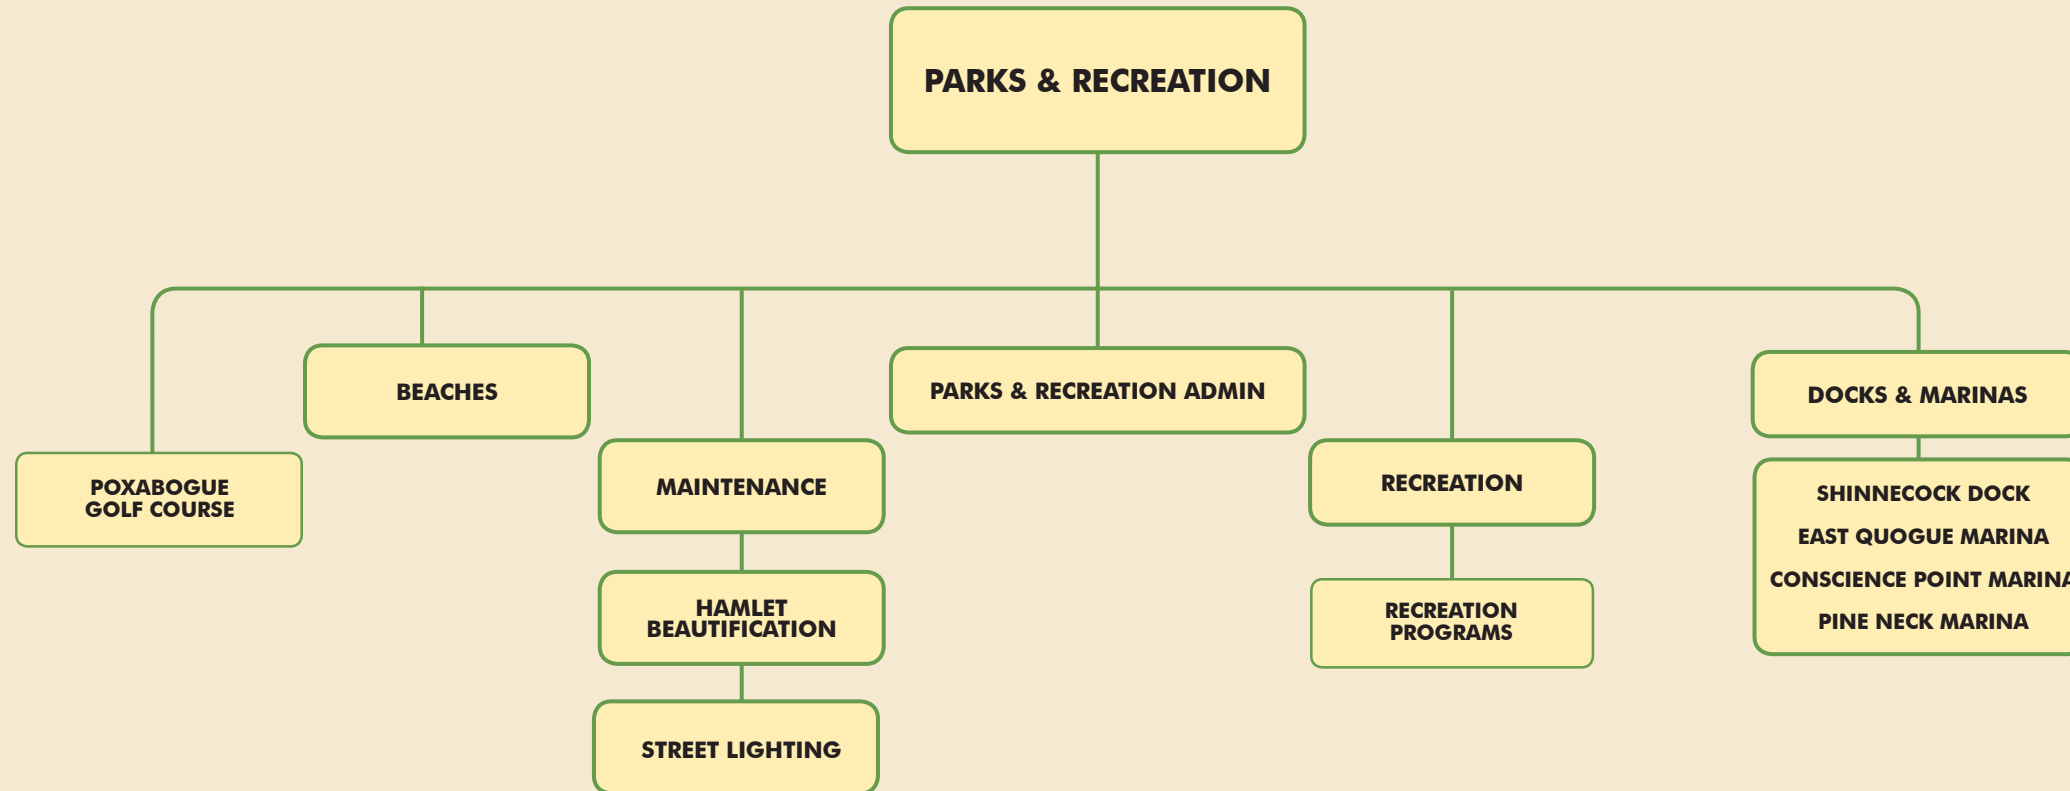 PARKS & RECREATION
BEACHES
PARKS & RECREATION ADMIN
DOCKS & MARINAS
POXABOGUE
GOLF COURSE
MAINTENANCE
RECREATION
SHINNECOCK DOCK
EAST QUOGUE MARINA
CONSCIENCE POINT MARINA
PINE NECK MARINA
HAMLET
BEAUTIFICATION
RECREATION
PROGRAMS
STREET LIGHTING